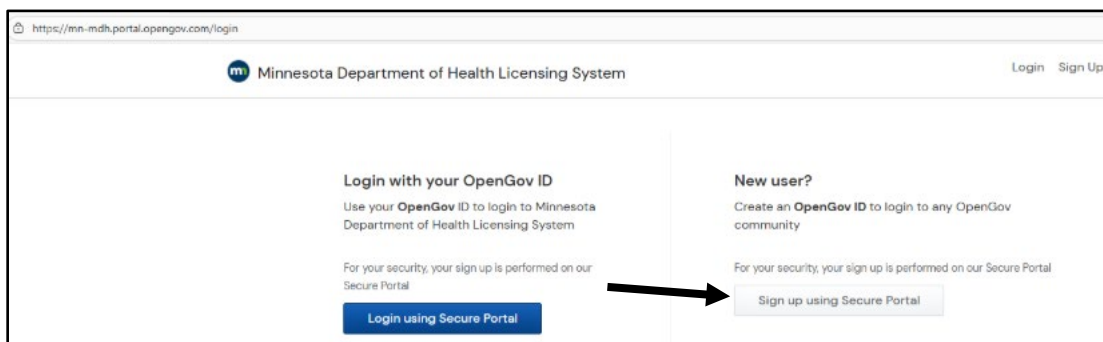 https://mn-mdh.portal.opengov.com/login
mn Minnesota Department of Health Licensing System
Login Sign Up
Login with your OpenGov ID
Use your OpenGov ID to login to Minnesota
Department of Health Licensing System
For your security, your sign up is performed on our
Secure Portal
Login using Secure Portal
New user?
Create an OpenGov ID to login to any OpenGov
community
For your security, your sign up is performed on our Secure Portal
Sign up using Secure Portal